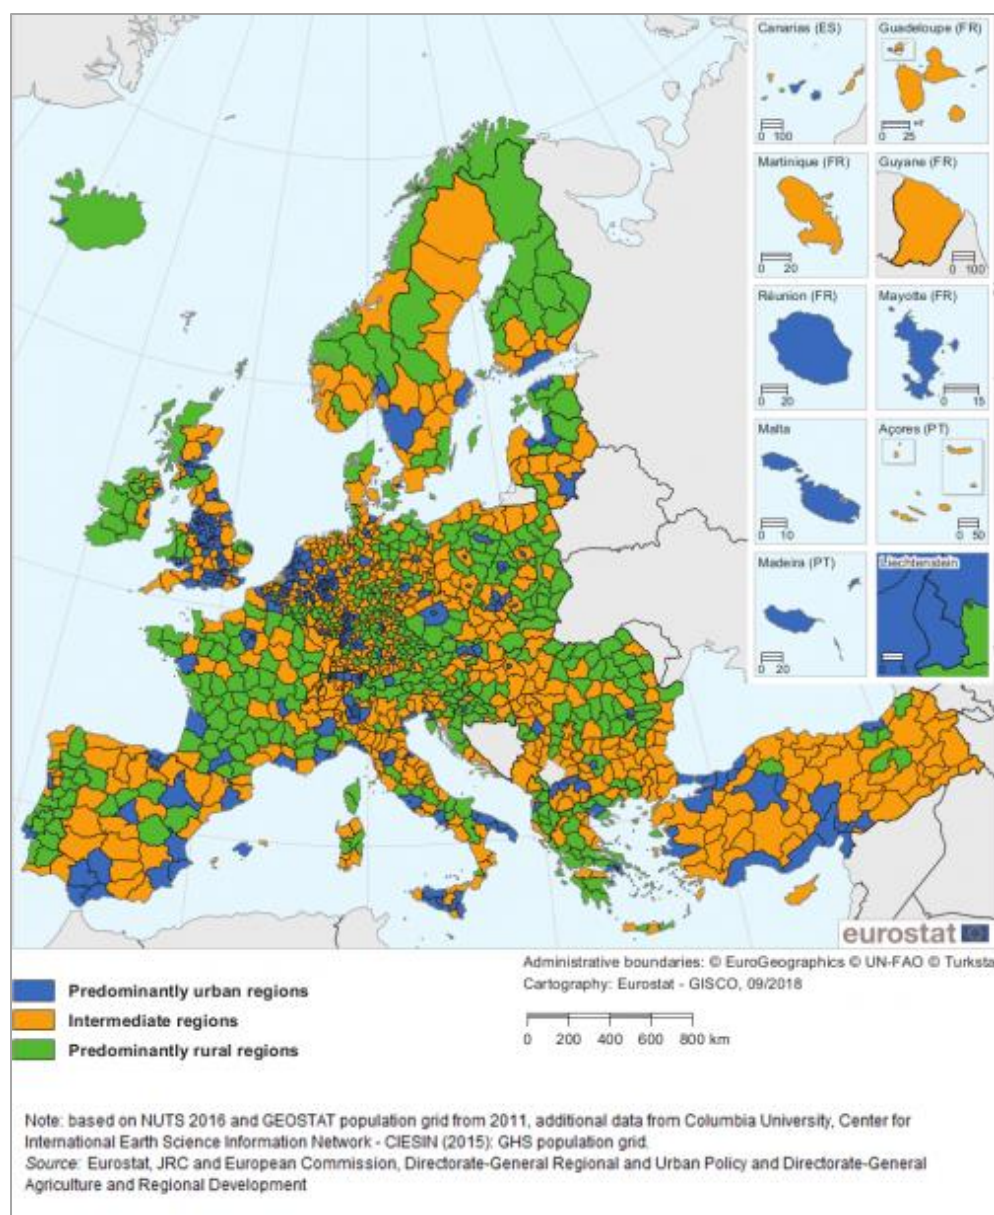 Canarias (ES)
0 100
Guadeloupe (FR)
0 25
Martinique (FR)
0 20
Guyane (FR)
0 100
Réunion (FR)
0 20
Mayotte (FR)
0 15
Malta
0 10
Açores (PT)
0 50
Madeira (PT)
0 20
Liechtenstein
eurostat
Administrative boundaries: © EuroGeographics © UN-FAO © Turksta
Cartography: Eurostat - GISCO, 09/2018
Predominantly urban regions
Intermediate regions
Predominantly rural regions
0 200 400 600 800 km
Note: based on NUTS 2016 and GEOSTAT population grid from 2011, additional data from Columbia University, Center for
International Earth Science Information Network - CIESIN (2015): GHS population grid.
Source: Eurostat, JRC and European Commission, Directorate-General Regional and Urban Policy and Directorate-General
Agriculture and Regional Development